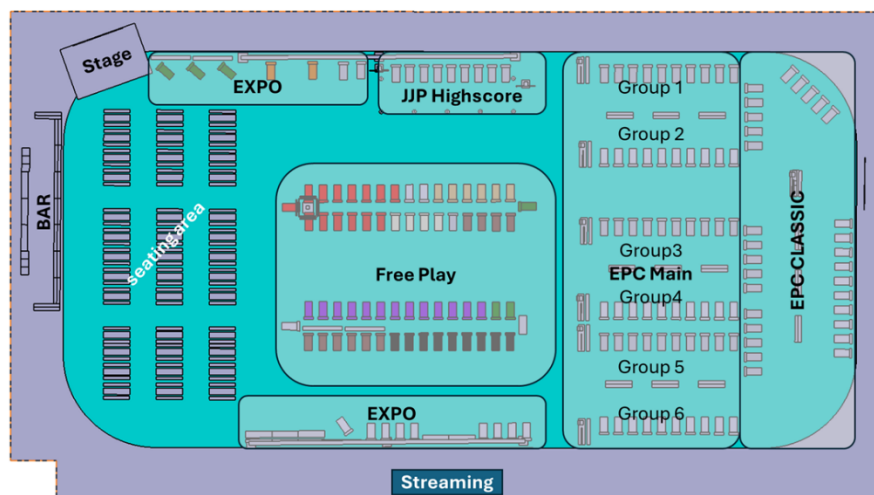 Stage
EXPO
JJP Highscore
Group 1
Group 2
BAR
seating area
Free Play
Group3
EPC Main
Group4
EPC CLASSIC
Group 5
Group 6
EXPO
Streaming